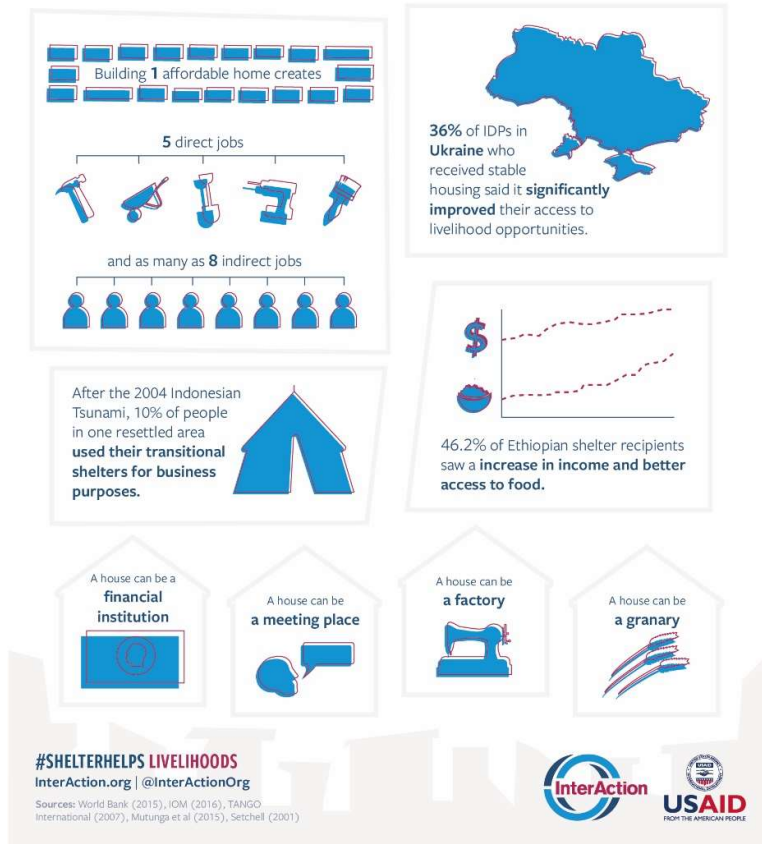 Building 1 affordable home creates
5 direct jobs
and as many as 8 indirect jobs
36% of IDPs in
Ukraine who
received stable
housing said it significantly
improved their access to
livelihood opportunities.
After the 2004 Indonesian
Tsunami, 10% of people
in one resettled area
used their transitional
shelters for business
purposes.
$
46.2% of Ethiopian shelter recipients
saw a increase in income and better
access to food.
A house can be a
financial
institution
A house can be
a meeting place
A house can be
a factory
A house can be
a granary
#SHELTERHELPS LIVELIHOODS
InterAction.org | @InterActionOrg
Sources: World Bank (2015), IOM (2016), TANGO
International (2007), Mutunga et al (2015), Setchell (2001)
InterAction
USAID
USAID
FROM THE AMERICAN PEOPLE